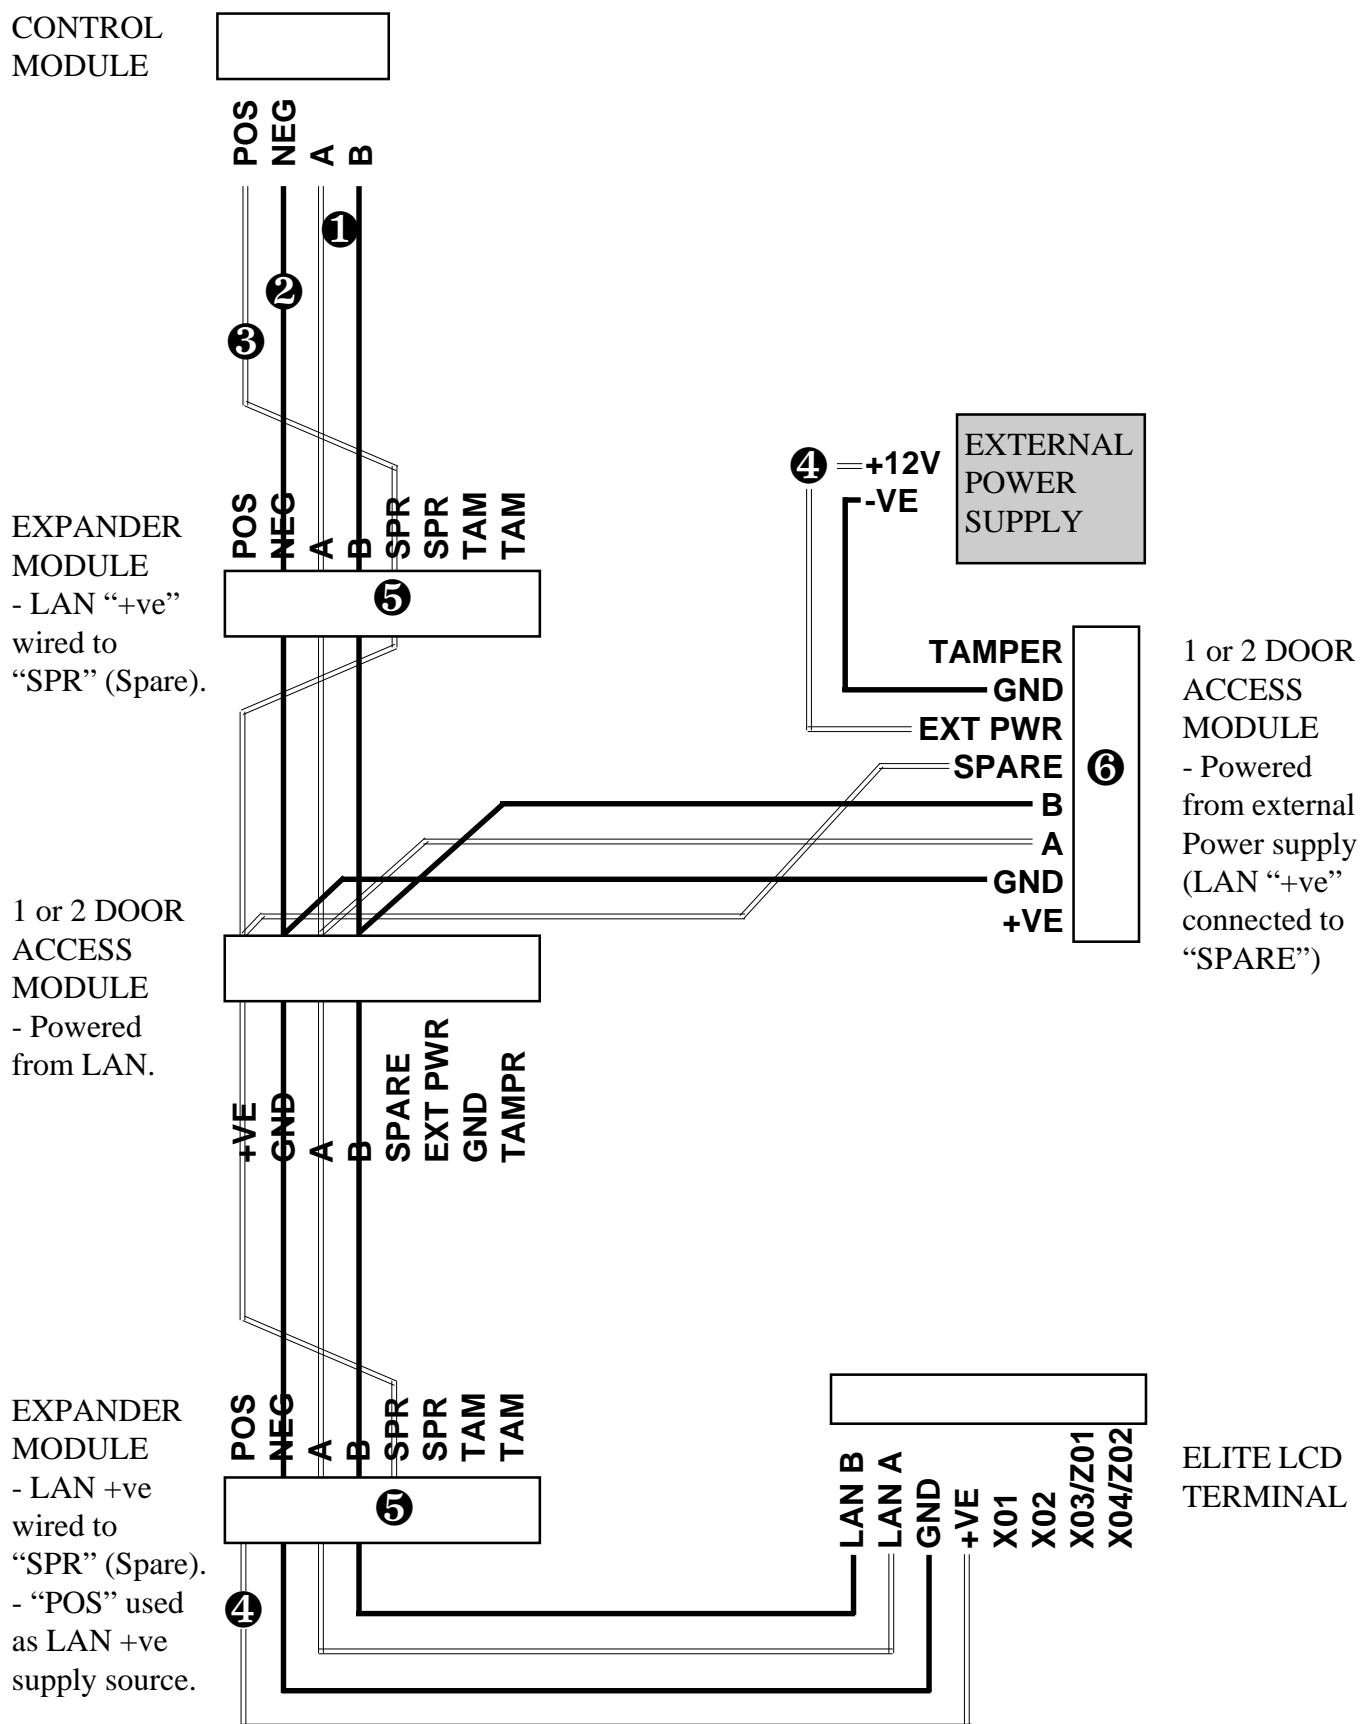 CONTROL
MODULE
POS
NEG
A
B
❶
❷
❸
❹
+12V
-VE
EXTERNAL
POWER
SUPPLY
EXPANDER
MODULE
- LAN “+ve”
wired to
“SPR” (Spare).
POS
NEG
A
B
SPR
SPR
TAM
TAM
❺
TAMPER
GND
EXT PWR
SPARE
B
A
GND
+VE
❻
1 or 2 DOOR
ACCESS
MODULE
- Powered
from external
Power supply
(LAN “+ve”
connected to
“SPARE”)
1 or 2 DOOR
ACCESS
MODULE
- Powered
from LAN.
+VE
GND
A
B
SPARE
EXT PWR
GND
TAMPR
EXPANDER
MODULE
- LAN +ve
wired to
“SPR” (Spare).
- “POS” used
as LAN +ve
supply source.
POS
NEG
A
B
SPR
SPR
TAM
TAM
❺
❹
LAN B
LAN A
GND
+VE
X01
X02
X03/Z01
X04/Z02
ELITE LCD
TERMINAL